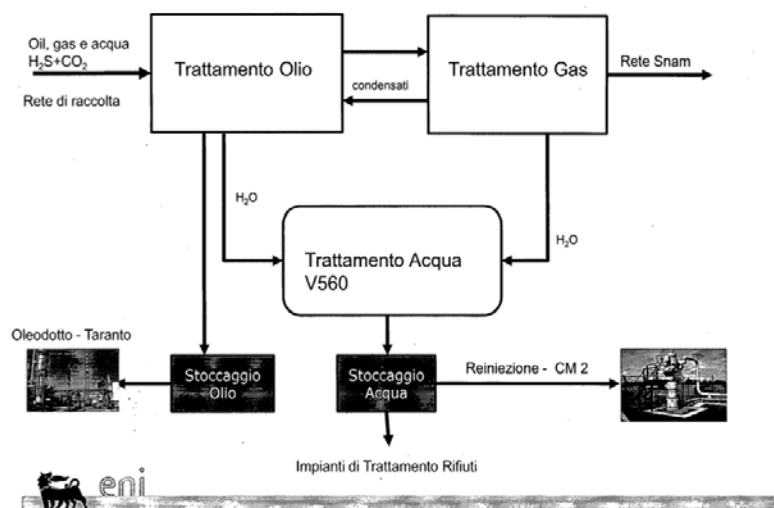 Oil, gas e acqua
H₂S+CO₂
Rete di raccolta
Trattamento Olio
condensati
Trattamento Gas
Rete Snam
H₂O
H₂O
Trattamento Acqua
V560
Oleodotto - Taranto
Stoccaggio
Olio
Stoccaggio
Acqua
Reiniezione - CM 2
Impianti di Trattamento Rifiuti
eni